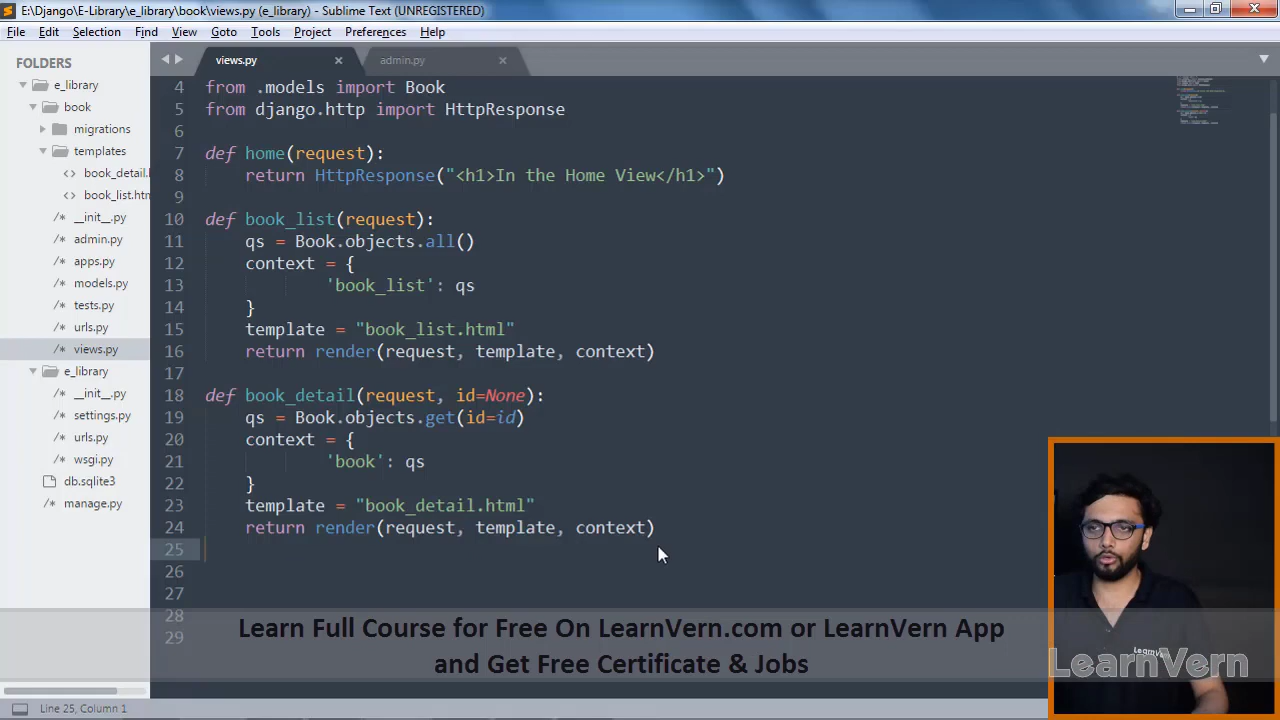 E:\Django\E-Library\e_library\book\views.py (e_library) - Sublime Text (UNREGISTERED)
File Edit Selection Find View Goto Tools Project Preferences Help
FOLDERS
e_library
book
migrations
templates
book_detail.h
book_list.htm
/* __init__.py
/* admin.py
/* apps.py
/* models.py
/* tests.py
/* urls.py
/* views.py
e_library
/* __init__.py
/* settings.py
/* urls.py
/* wsgi.py
db.sqlite3
/* manage.py
views.py
admin.py
4 from .models import Book
5 from django.http import HttpResponse
6
7 def home(request):
8 return HttpResponse("<h1>In the Home View</h1>")
9
10 def book_list(request):
11 qs = Book.objects.all()
12 context = {
13 'book_list': qs
14 }
15 template = "book_list.html"
16 return render(request, template, context)
17
18 def book_detail(request, id=None):
19 qs = Book.objects.get(id=id)
20 context = {
21 'book': qs
22 }
23 template = "book_detail.html"
24 return render(request, template, context)
25
26
27
28
29
Learn Full Course for Free On LearnVern.com or LearnVern App
and Get Free Certificate & Jobs
LearnVern
Line 25, Column 1